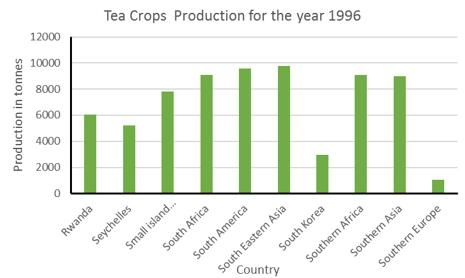 Tea Crops Production for the year 1996
Production in tonnes
12000
10000
8000
6000
4000
2000
0
Rwanda
Seychelles
Small island...
South Africa
South America
South Eastern Asia
South Korea
Southern Africa
Southern Asia
Southern Europe
Country